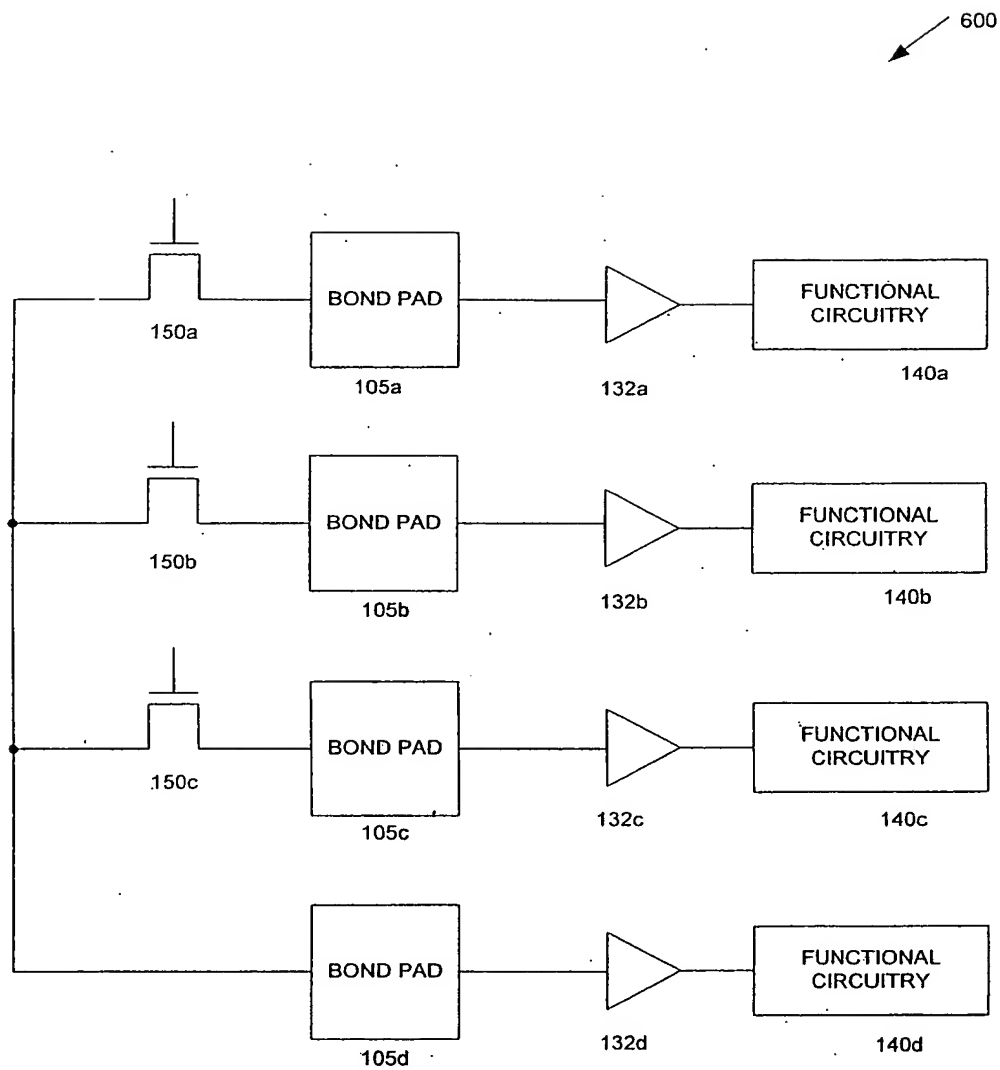 600
BOND PAD
FUNCTIONAL
CIRCUITRY
150a
105a
132a
140a
BOND PAD
FUNCTIONAL
CIRCUITRY
150b
105b
132b
140b
BOND PAD
FUNCTIONAL
CIRCUITRY
150c
105c
132c
140c
BOND PAD
FUNCTIONAL
CIRCUITRY
105d
132d
140d